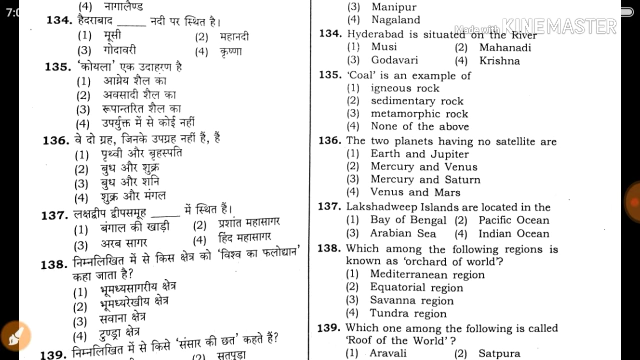 7:0
(4) नागालैण्ड
134. हैदराबाद _____ नदी पर स्थित है।
(1) मूसी (2) महानदी
(3) गोदावरी (4) कृष्णा
135. ‘कोयला’ एक उदाहरण है
(1) आग्नेय शैल का
(2) अवसादी शैल का
(3) रूपान्तरित शैल का
(4) उपर्युक्त में से कोई नहीं
136. वे दो ग्रह, जिनके उपग्रह नहीं हैं, हैं
(1) पृथ्वी और बृहस्पति
(2) बुध और शुक्र
(3) बुध और शनि
(4) शुक्र और मंगल
137. लक्षद्वीप द्वीपसमूह _____ में स्थित हैं।
(1) बंगाल की खाड़ी (2) प्रशांत महासागर
(3) अरब सागर (4) हिंद महासागर
138. निम्नलिखित में से किस क्षेत्र को ‘विश्व का फलोद्यान’
कहा जाता है?
(1) भूमध्यसागरीय क्षेत्र
(2) भूमध्यरेखीय क्षेत्र
(3) सवाना क्षेत्र
(4) टुण्ड्रा क्षेत्र
139. निम्नलिखित में से किसे ‘संसार की छत’ कहते हैं?
(2) सतपुड़ा
(3) Manipur
(4) Nagaland
Made with KINEMASTER
134. Hyderabad is situated on the River
(1) Musi (2) Mahanadi
(3) Godavari (4) Krishna
135. ‘Coal’ is an example of
(1) igneous rock
(2) sedimentary rock
(3) metamorphic rock
(4) None of the above
136. The two planets having no satellite are
(1) Earth and Jupiter
(2) Mercury and Venus
(3) Mercury and Saturn
(4) Venus and Mars
137. Lakshadweep Islands are located in the
(1) Bay of Bengal (2) Pacific Ocean
(3) Arabian Sea (4) Indian Ocean
138. Which among the following regions is
known as ‘orchard of world’?
(1) Mediterranean region
(2) Equatorial region
(3) Savanna region
(4) Tundra region
139. Which one among the following is called
‘Roof of the World’?
(1) Aravali (2) Satpura